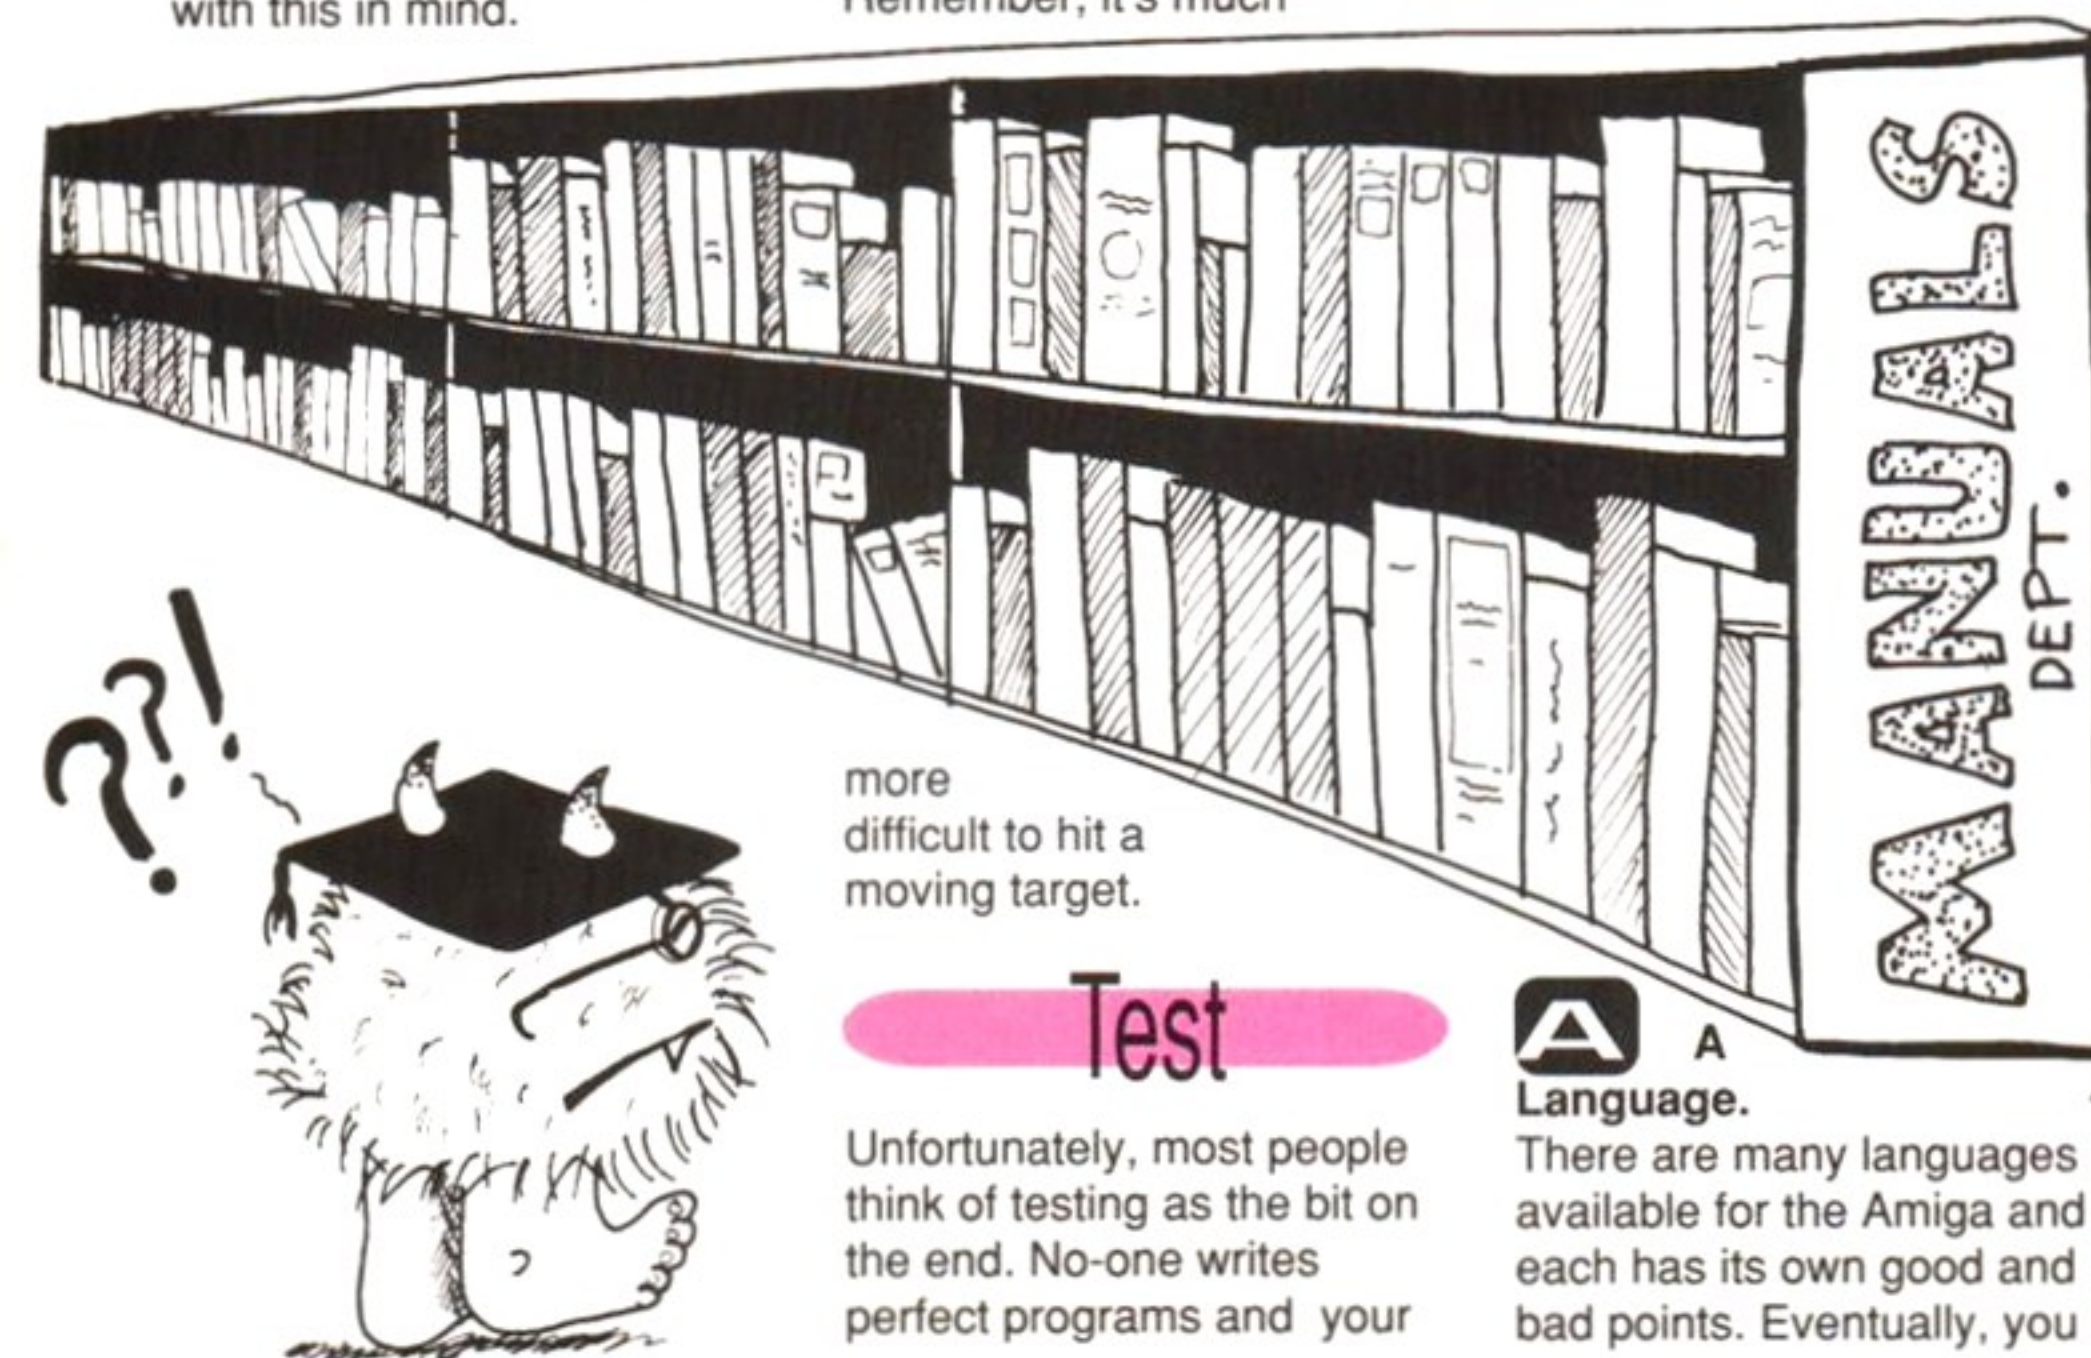 with this in mind.
Remember, it's much
MANUALS
DEPT.
??!
more
difficult to hit a
moving target.
Test
Unfortunately, most people
think of testing as the bit on
the end. No-one writes
perfect programs and your
A A
Language.
There are many languages
available for the Amiga and
each has its own good and
bad points. Eventually, you